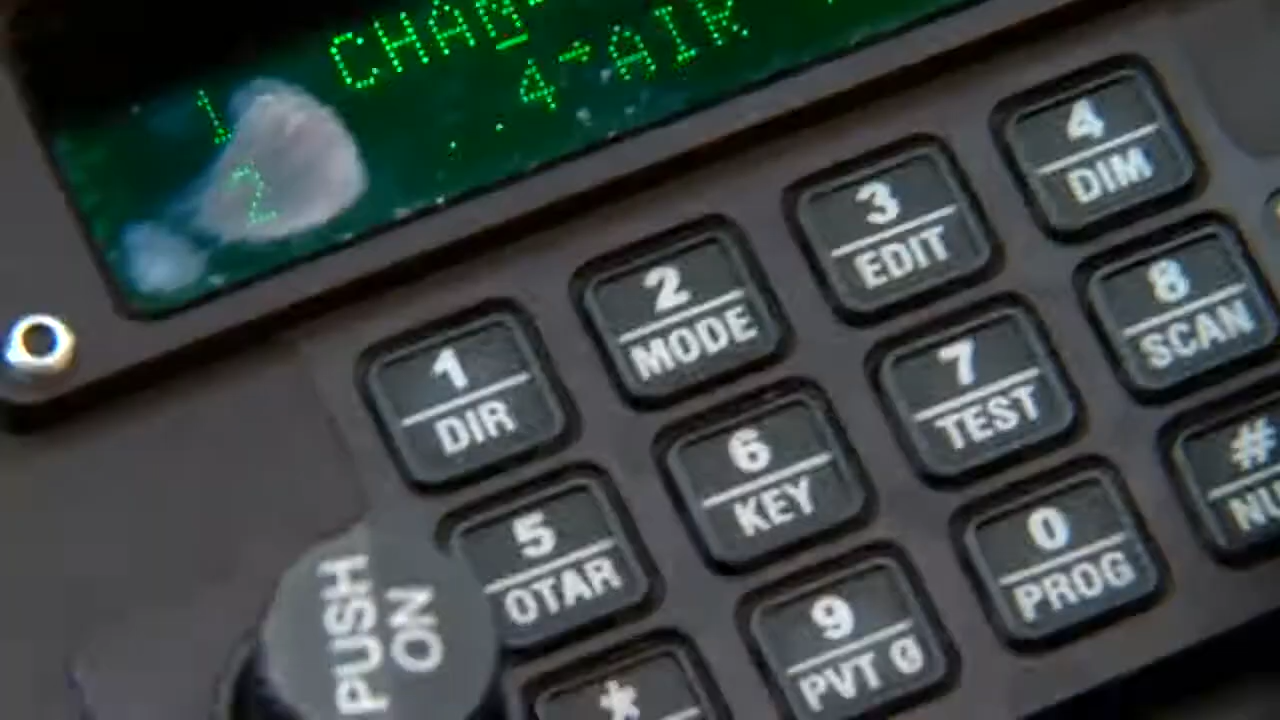 1 CHAB
2 4→AIR
1
DIR
2
MODE
3
EDIT
4
DIM
5
OTAR
6
KEY
7
TEST
8
SCAN
*
9
PVT Ø
0
PROG
#
PUSH
ON